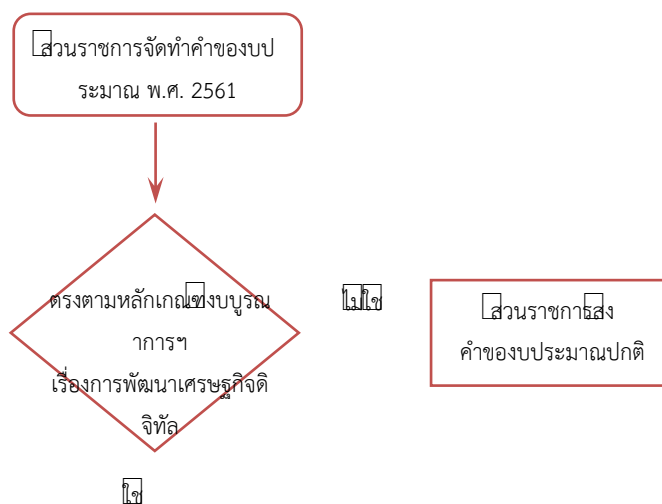 สวนราชการจัดทำคำของบป
ระมาณ พ.ศ. 2561
ตรงตามหลักเกณฑงบบูรณ
าการฯ
เรื่องการพัฒนาเศรษฐกิจดิ
จิทัล
ไมใช
สวนราชการสง
คำของบประมาณปกติ
ใช